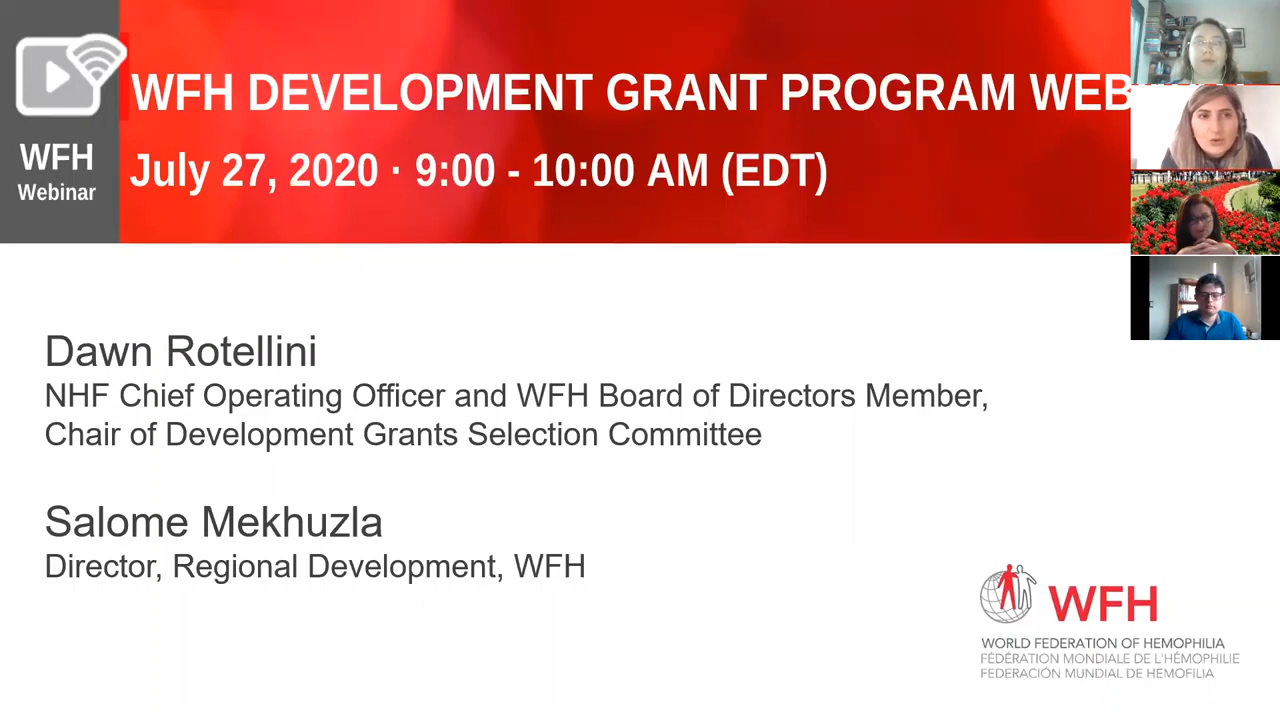 WFH
Webinar
WFH DEVELOPMENT GRANT PROGRAM WEB
July 27, 2020 · 9:00 - 10:00 AM (EDT)
Dawn Rotellini
NHF Chief Operating Officer and WFH Board of Directors Member,
Chair of Development Grants Selection Committee
Salome Mekhuzla
Director, Regional Development, WFH
WFH
WORLD FEDERATION OF HEMOPHILIA
FÉDÉRATION MONDIALE DE L'HÉMOPHILIE
FEDERACIÓN MUNDIAL DE HEMOFILIA